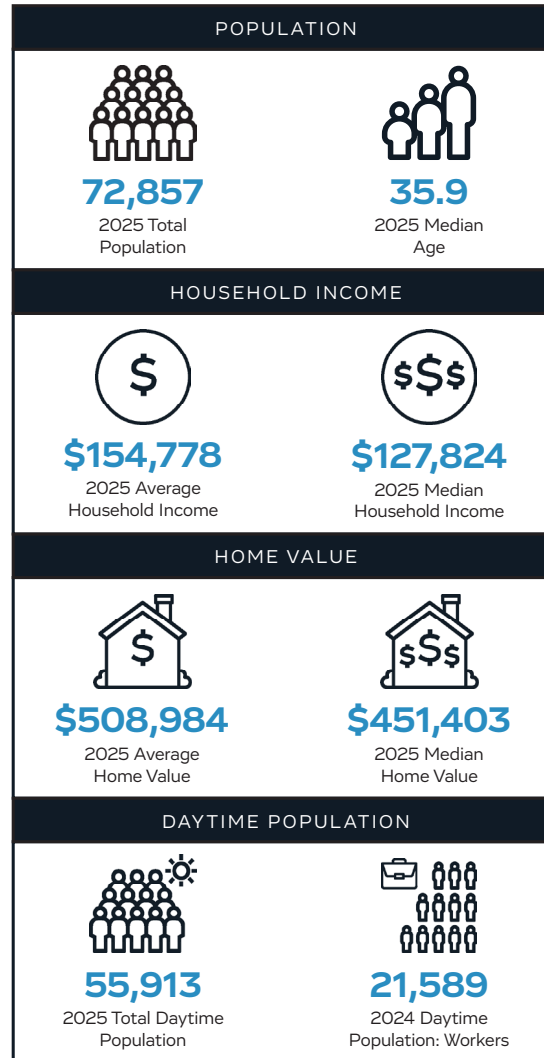 POPULATION
72,857
2025 Total
Population
35.9
2025 Median
Age
HOUSEHOLD INCOME
$
$154,778
2025 Average
Household Income
$$$
$127,824
2025 Median
Household Income
HOME VALUE
$
$508,984
2025 Average
Home Value
$$$
$451,403
2025 Median
Home Value
DAYTIME POPULATION
55,913
2025 Total Daytime
Population
21,589
2024 Daytime
Population: Workers